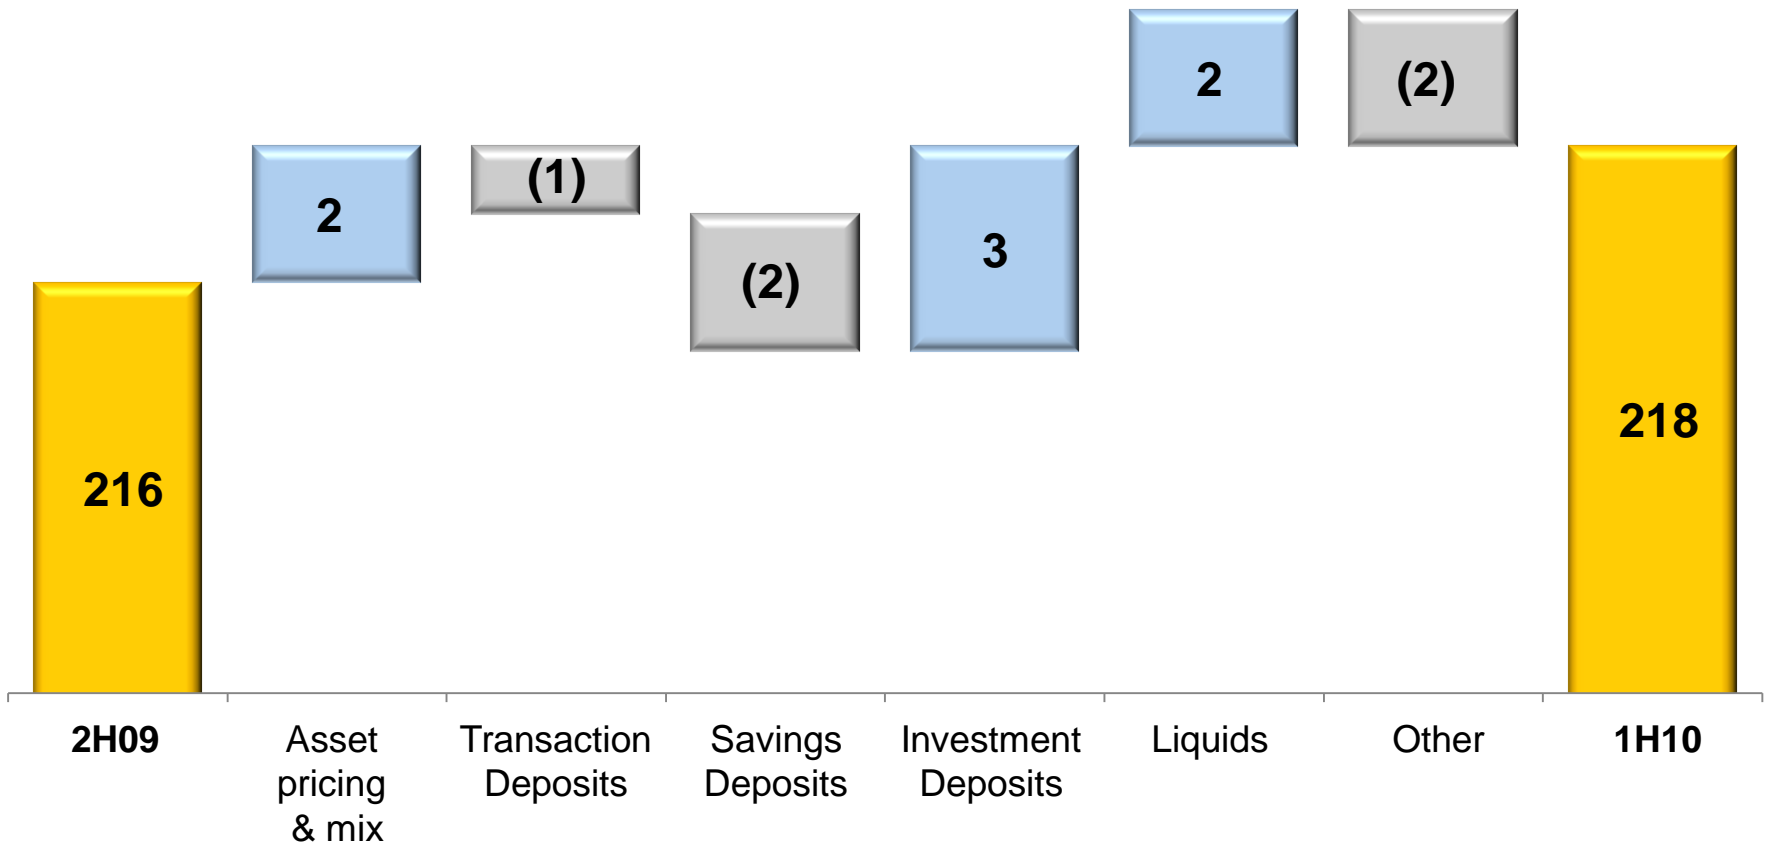 2
(2)
(1)
2
3
(2)
218
216
2H09
Asset
pricing
& mix
Transaction
Deposits
Savings
Deposits
Investment
Deposits
Liquids
Other
1H10